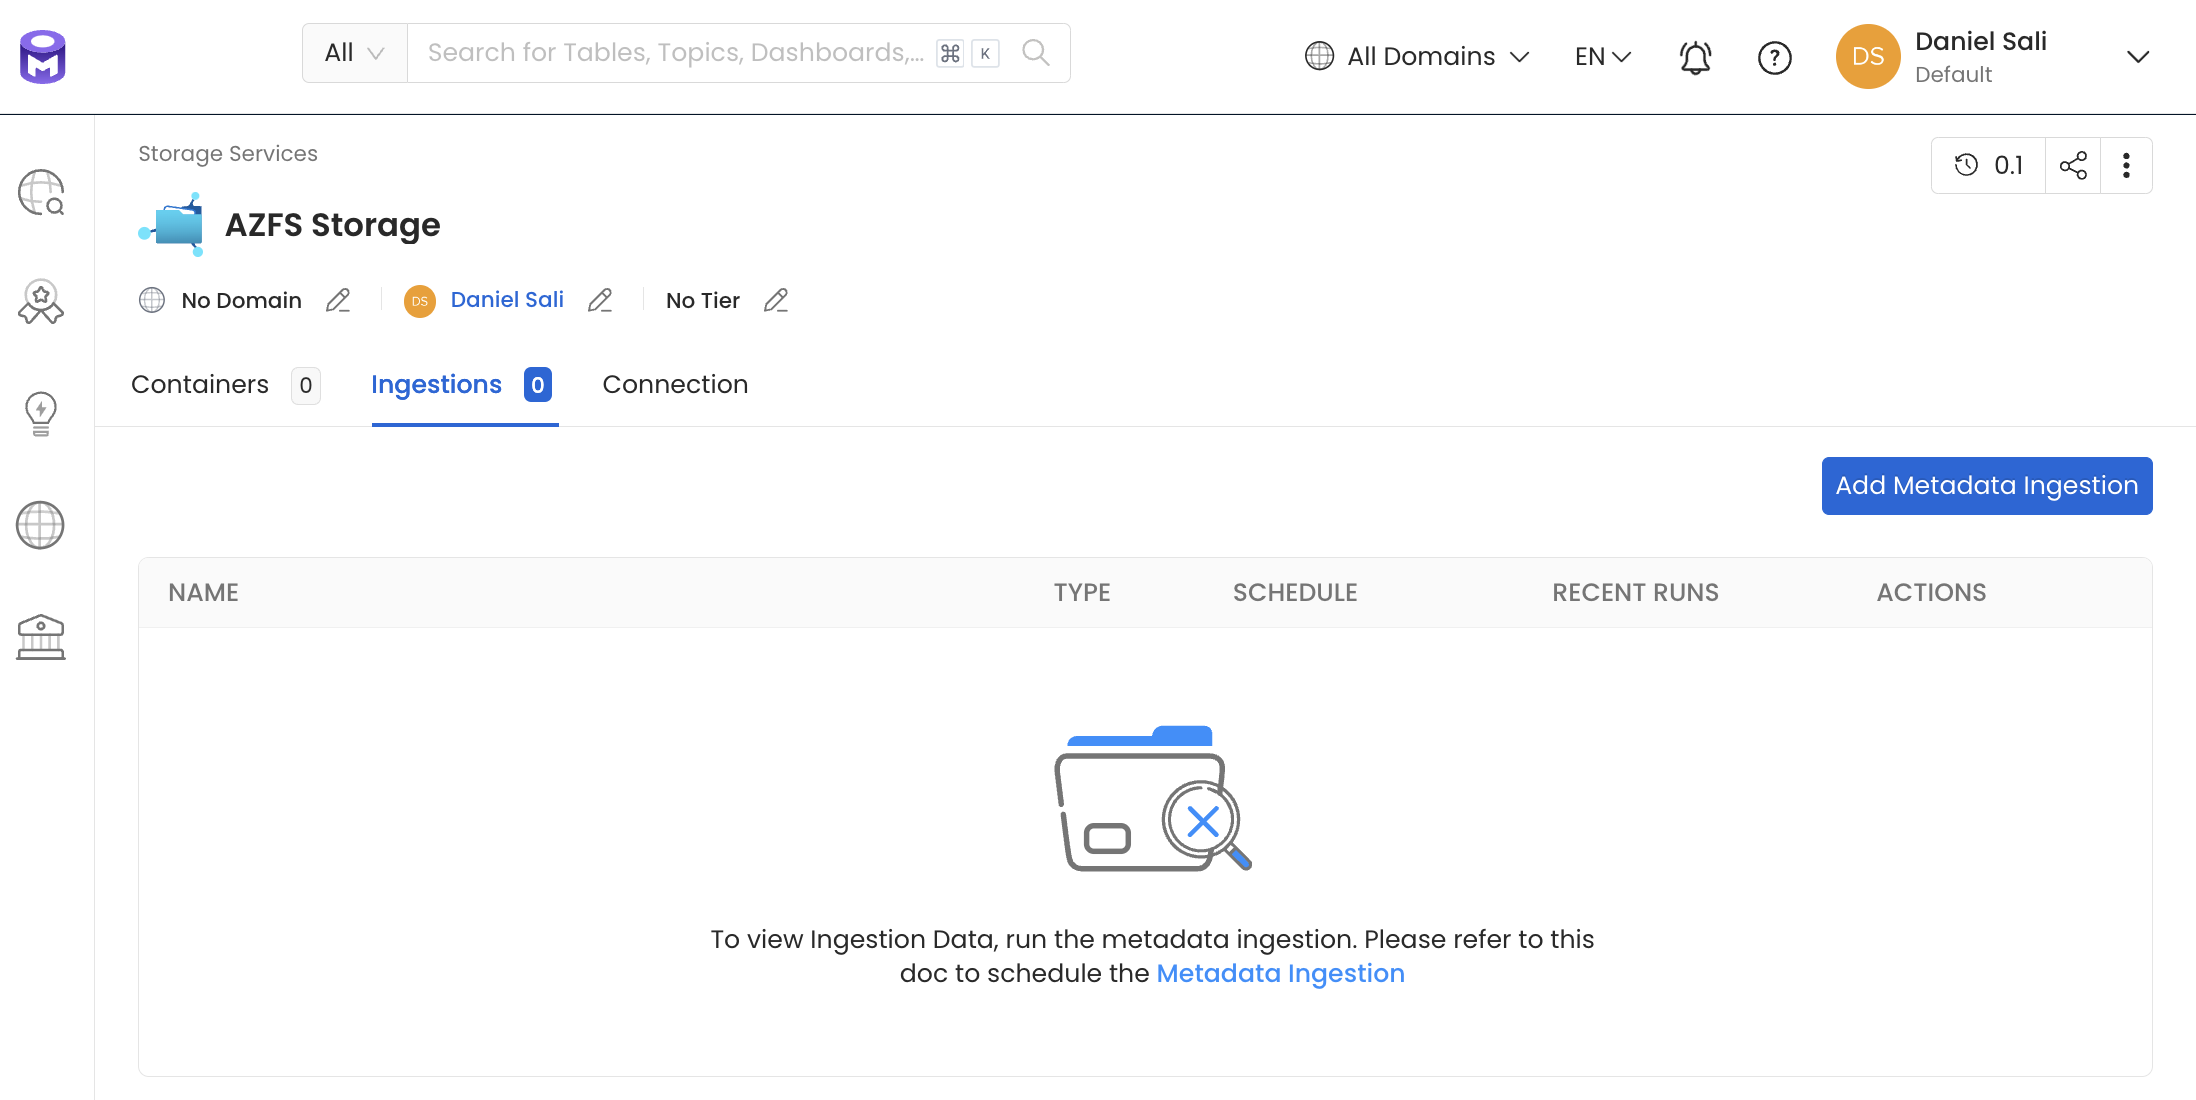 All
Search for Tables, Topics, Dashboards,... ⌘ K
All Domains
EN
DS
Daniel Sali
Default
Storage Services
0.1
AZFS Storage
No Domain
DS Daniel Sali
No Tier
Containers 0
Ingestions 0
Connection
Add Metadata Ingestion
NAME TYPE SCHEDULE RECENT RUNS ACTIONS
To view Ingestion Data, run the metadata ingestion. Please refer to this
doc to schedule the Metadata Ingestion